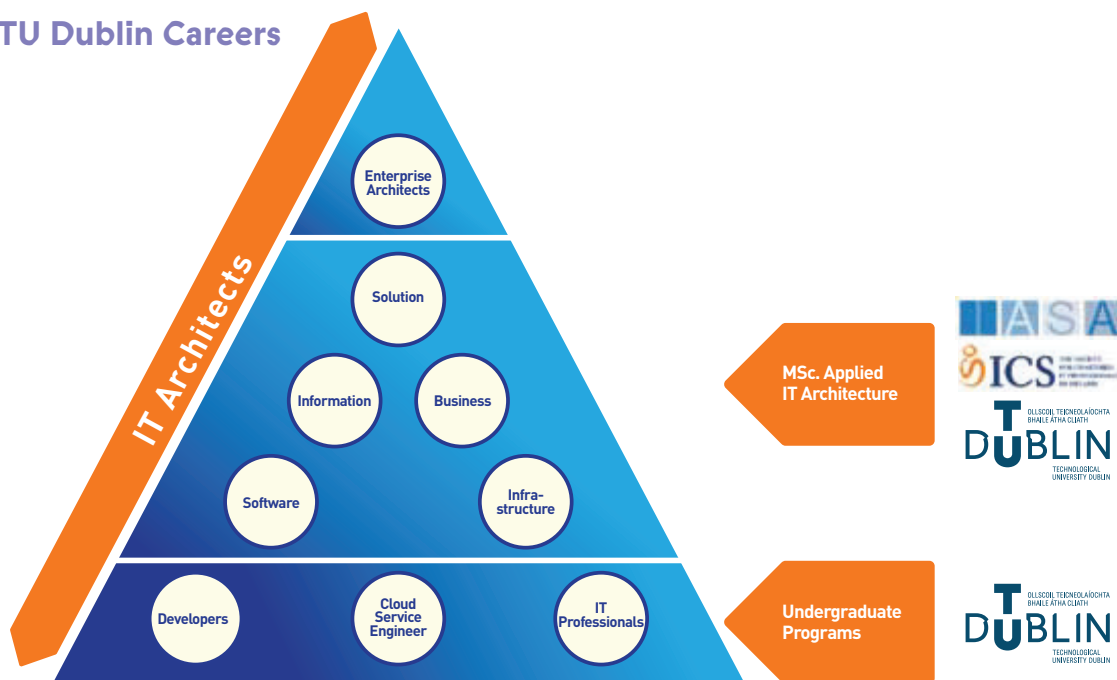 TU Dublin Careers
IT Architects
Enterprise
Architects
Solution
Information
Business
Software
Infra-
structure
Developers
Cloud
Service
Engineer
IT
Professionals
MSc. Applied
IT Architecture
IASA
ICS
OLLSCOIL TEICNEOLAÍOCHTA
BHAILE ÁTHA CLIATH
TU DUBLIN
TECHNOLOGICAL
UNIVERSITY DUBLIN
Undergraduate
Programs
OLLSCOIL TEICNEOLAÍOCHTA
BHAILE ÁTHA CLIATH
TU DUBLIN
TECHNOLOGICAL
UNIVERSITY DUBLIN